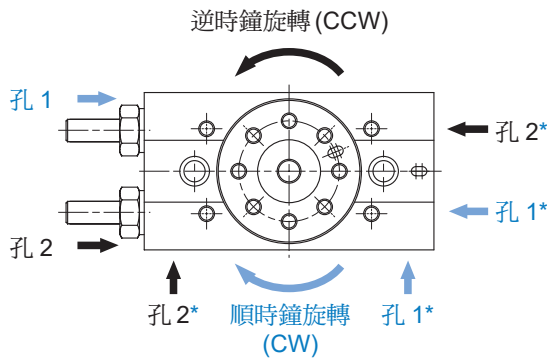 逆時鐘旋轉 (CCW)
孔 1
孔 2*
孔 1*
孔 2
孔 2*
順時鐘旋轉
(CW)
孔 1*